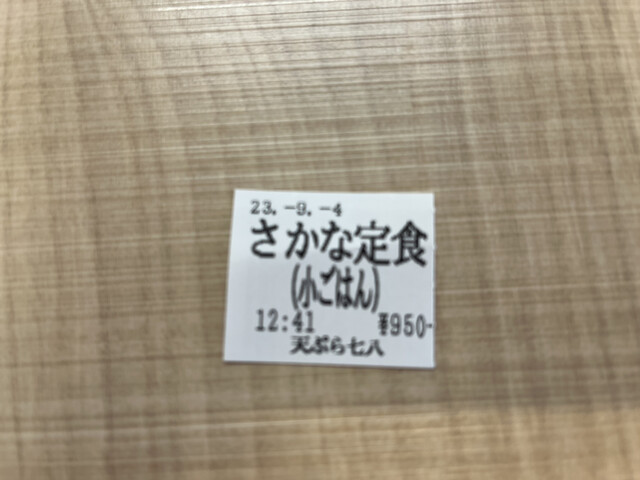 23.-9.-4
さかな定食
(小ごはん)
12:41 ¥950-
天ぷら七八